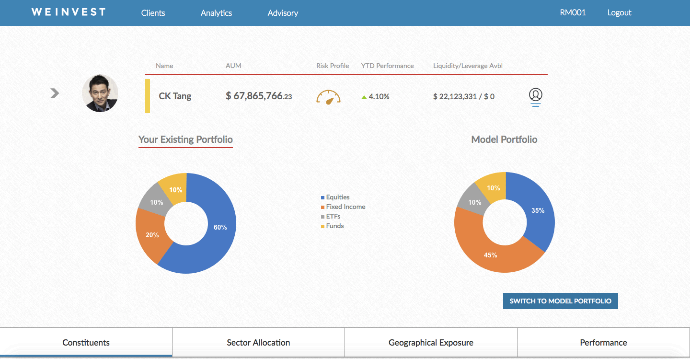 WEINVEST Clients Analytics Advisory RM001 Logout
Name AUM Risk Profile YTD Performance Liquidity/Leverage Avbl
CK Tang $ 67,865,766.23 4.10% $ 22,123,331 / $ 0
Your Existing Portfolio Model Portfolio
10% 10% 20% 60%
Equities
Fixed Income
ETFs
Funds
10% 10% 35% 45%
SWITCH TO MODEL PORTFOLIO
Constituents Sector Allocation Geographical Exposure Performance